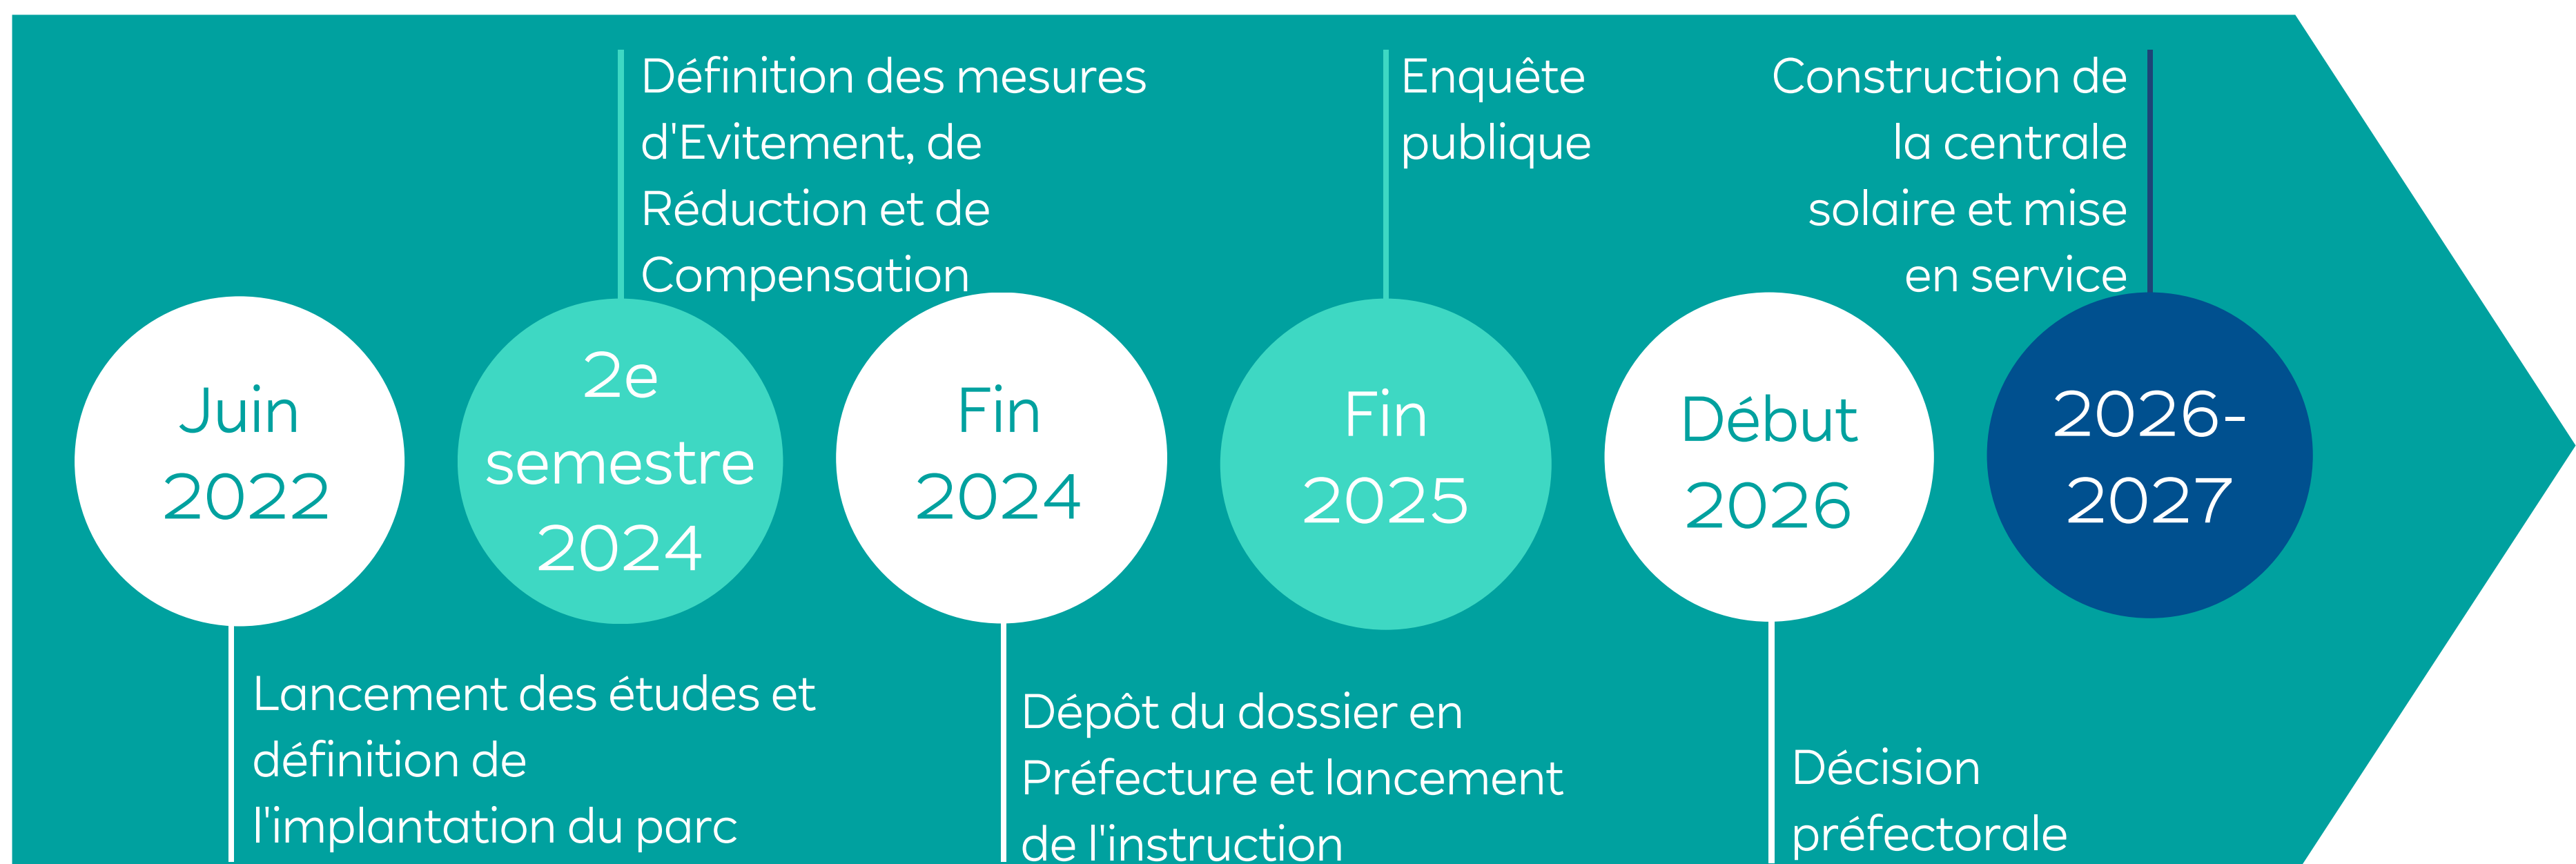 Juin
2022
Lancement des études et
définition de
l'implantation du parc
2e
semestre
2024
Définition des mesures
d'Evitement, de
Réduction et de
Compensation
Fin
2024
Dépôt du dossier en
Préfecture et lancement
de l'instruction
Fin
2025
Enquête
publique
Début
2026
Décision
préfectorale
2026-
2027
Construction de
la centrale
solaire et mise
en service